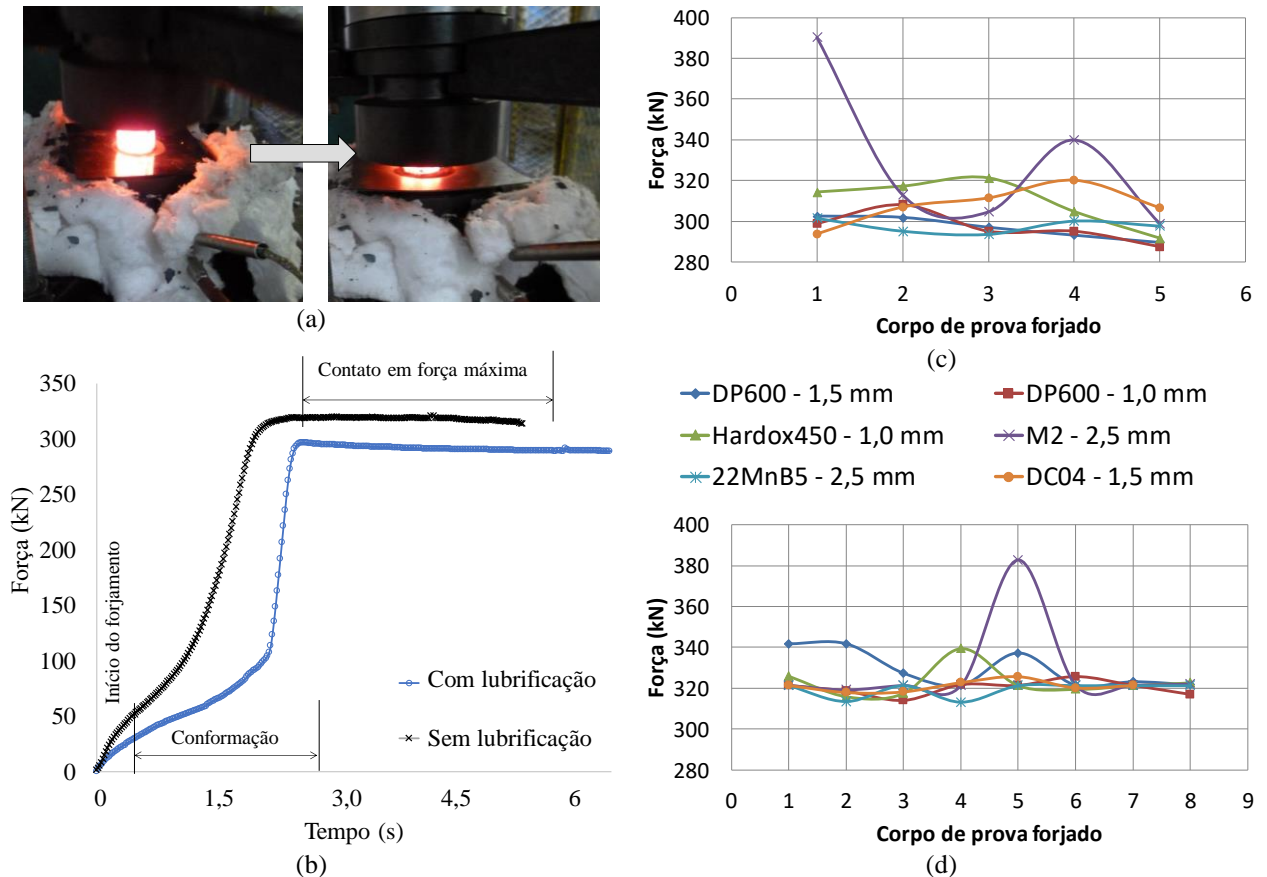 (a)
350
300
250
200
150
100
50
0
Força (kN)
Início do forjamento
Contato em força máxima
Conformação
Com lubrificação
Sem lubrificação
0 1,5 3,0 4,5 6
Tempo (s)
(b)
400
380
360
340
320
300
280
Força (kN)
0 1 2 3 4 5 6
Corpo de prova forjado
(c)
DP600 - 1,5 mm DP600 - 1,0 mm
Hardox450 - 1,0 mm M2 - 2,5 mm
22MnB5 - 2,5 mm DC04 - 1,5 mm
400
380
360
340
320
300
280
Força (kN)
0 1 2 3 4 5 6 7 8 9
Corpo de prova forjado
(d)